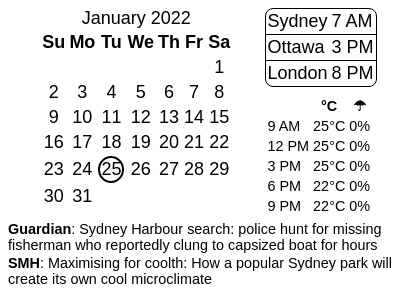 January 2022
Su Mo Tu We Th Fr Sa
1
2 3 4 5 6 7 8
9 10 11 12 13 14 15
16 17 18 19 20 21 22
23 24 25 26 27 28 29
30 31
Sydney 7 AM
Ottawa 3 PM
London 8 PM
°C ☂
9 AM 25°C 0%
12 PM 25°C 0%
3 PM 25°C 0%
6 PM 22°C 0%
9 PM 22°C 0%
Guardian: Sydney Harbour search: police hunt for missing
fisherman who reportedly clung to capsized boat for hours
SMH: Maximising for coolth: How a popular Sydney park will
create its own cool microclimate